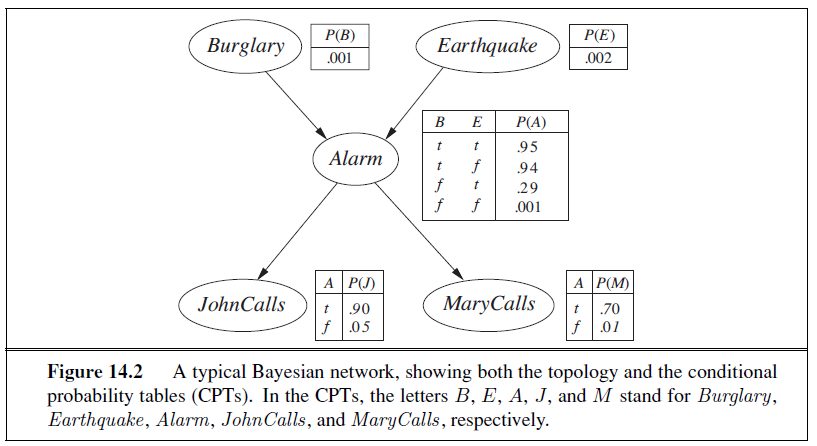 Burglary
P(B)
.001
Earthquake
P(E)
.002
Alarm
B E P(A)
t t .95
t f .94
f t .29
f f .001
JohnCalls
A P(J)
t .90
f .05
MaryCalls
A P(M)
t .70
f .01
Figure 14.2 A typical Bayesian network, showing both the topology and the conditional
probability tables (CPTs). In the CPTs, the letters B, E, A, J, and M stand for Burglary,
Earthquake, Alarm, JohnCalls, and MaryCalls, respectively.